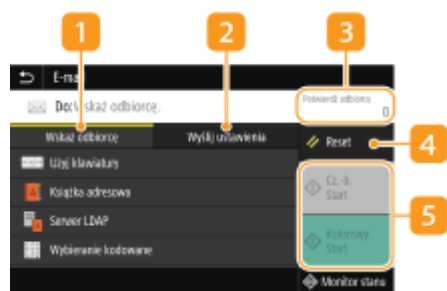 1
2
3
E-mail
Do: Wskaż odbiorcę.
Potwierdź odbiorcę
0
Wskaż odbiorcę
Wyślij ustawienia
Reset
4
Użyj klawiatury
Książka adresowa
Cz.-b.
Start
5
Serwer LDAP
Wybieranie kodowane
Kolorowy
Start
Monitor stanu